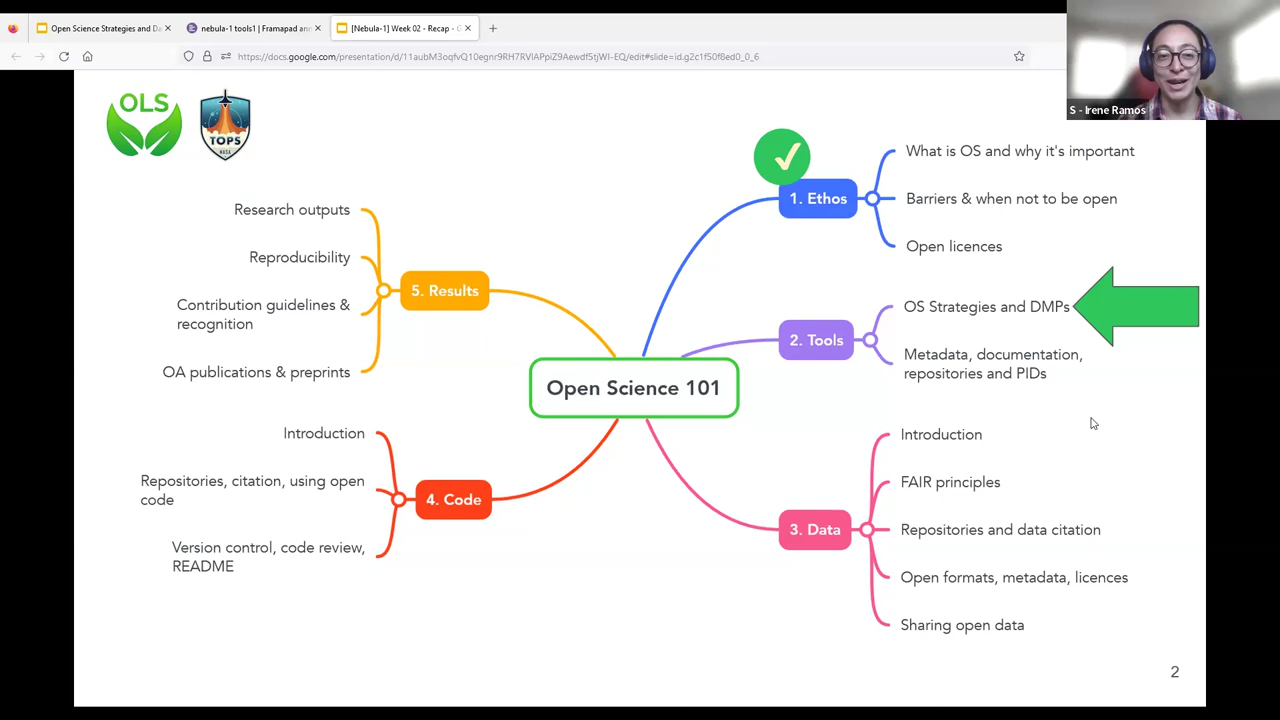 Open Science Strategies and Da
nebula-1 tools1 | Framapad anc
[Nebula-1] Week 02 - Recap - G
S - Irene Ramos
OLS
TOPS
What is OS and why it's important
1. Ethos
Barriers & when not to be open
Open licences
OS Strategies and DMPs
2. Tools
Metadata, documentation,
repositories and PIDs
Open Science 101
Introduction
FAIR principles
3. Data
Repositories and data citation
Open formats, metadata, licences
Sharing open data
Introduction
Repositories, citation, using open
code
4. Code
Version control, code review,
README
Research outputs
Reproducibility
5. Results
Contribution guidelines &
recognition
OA publications & preprints
2